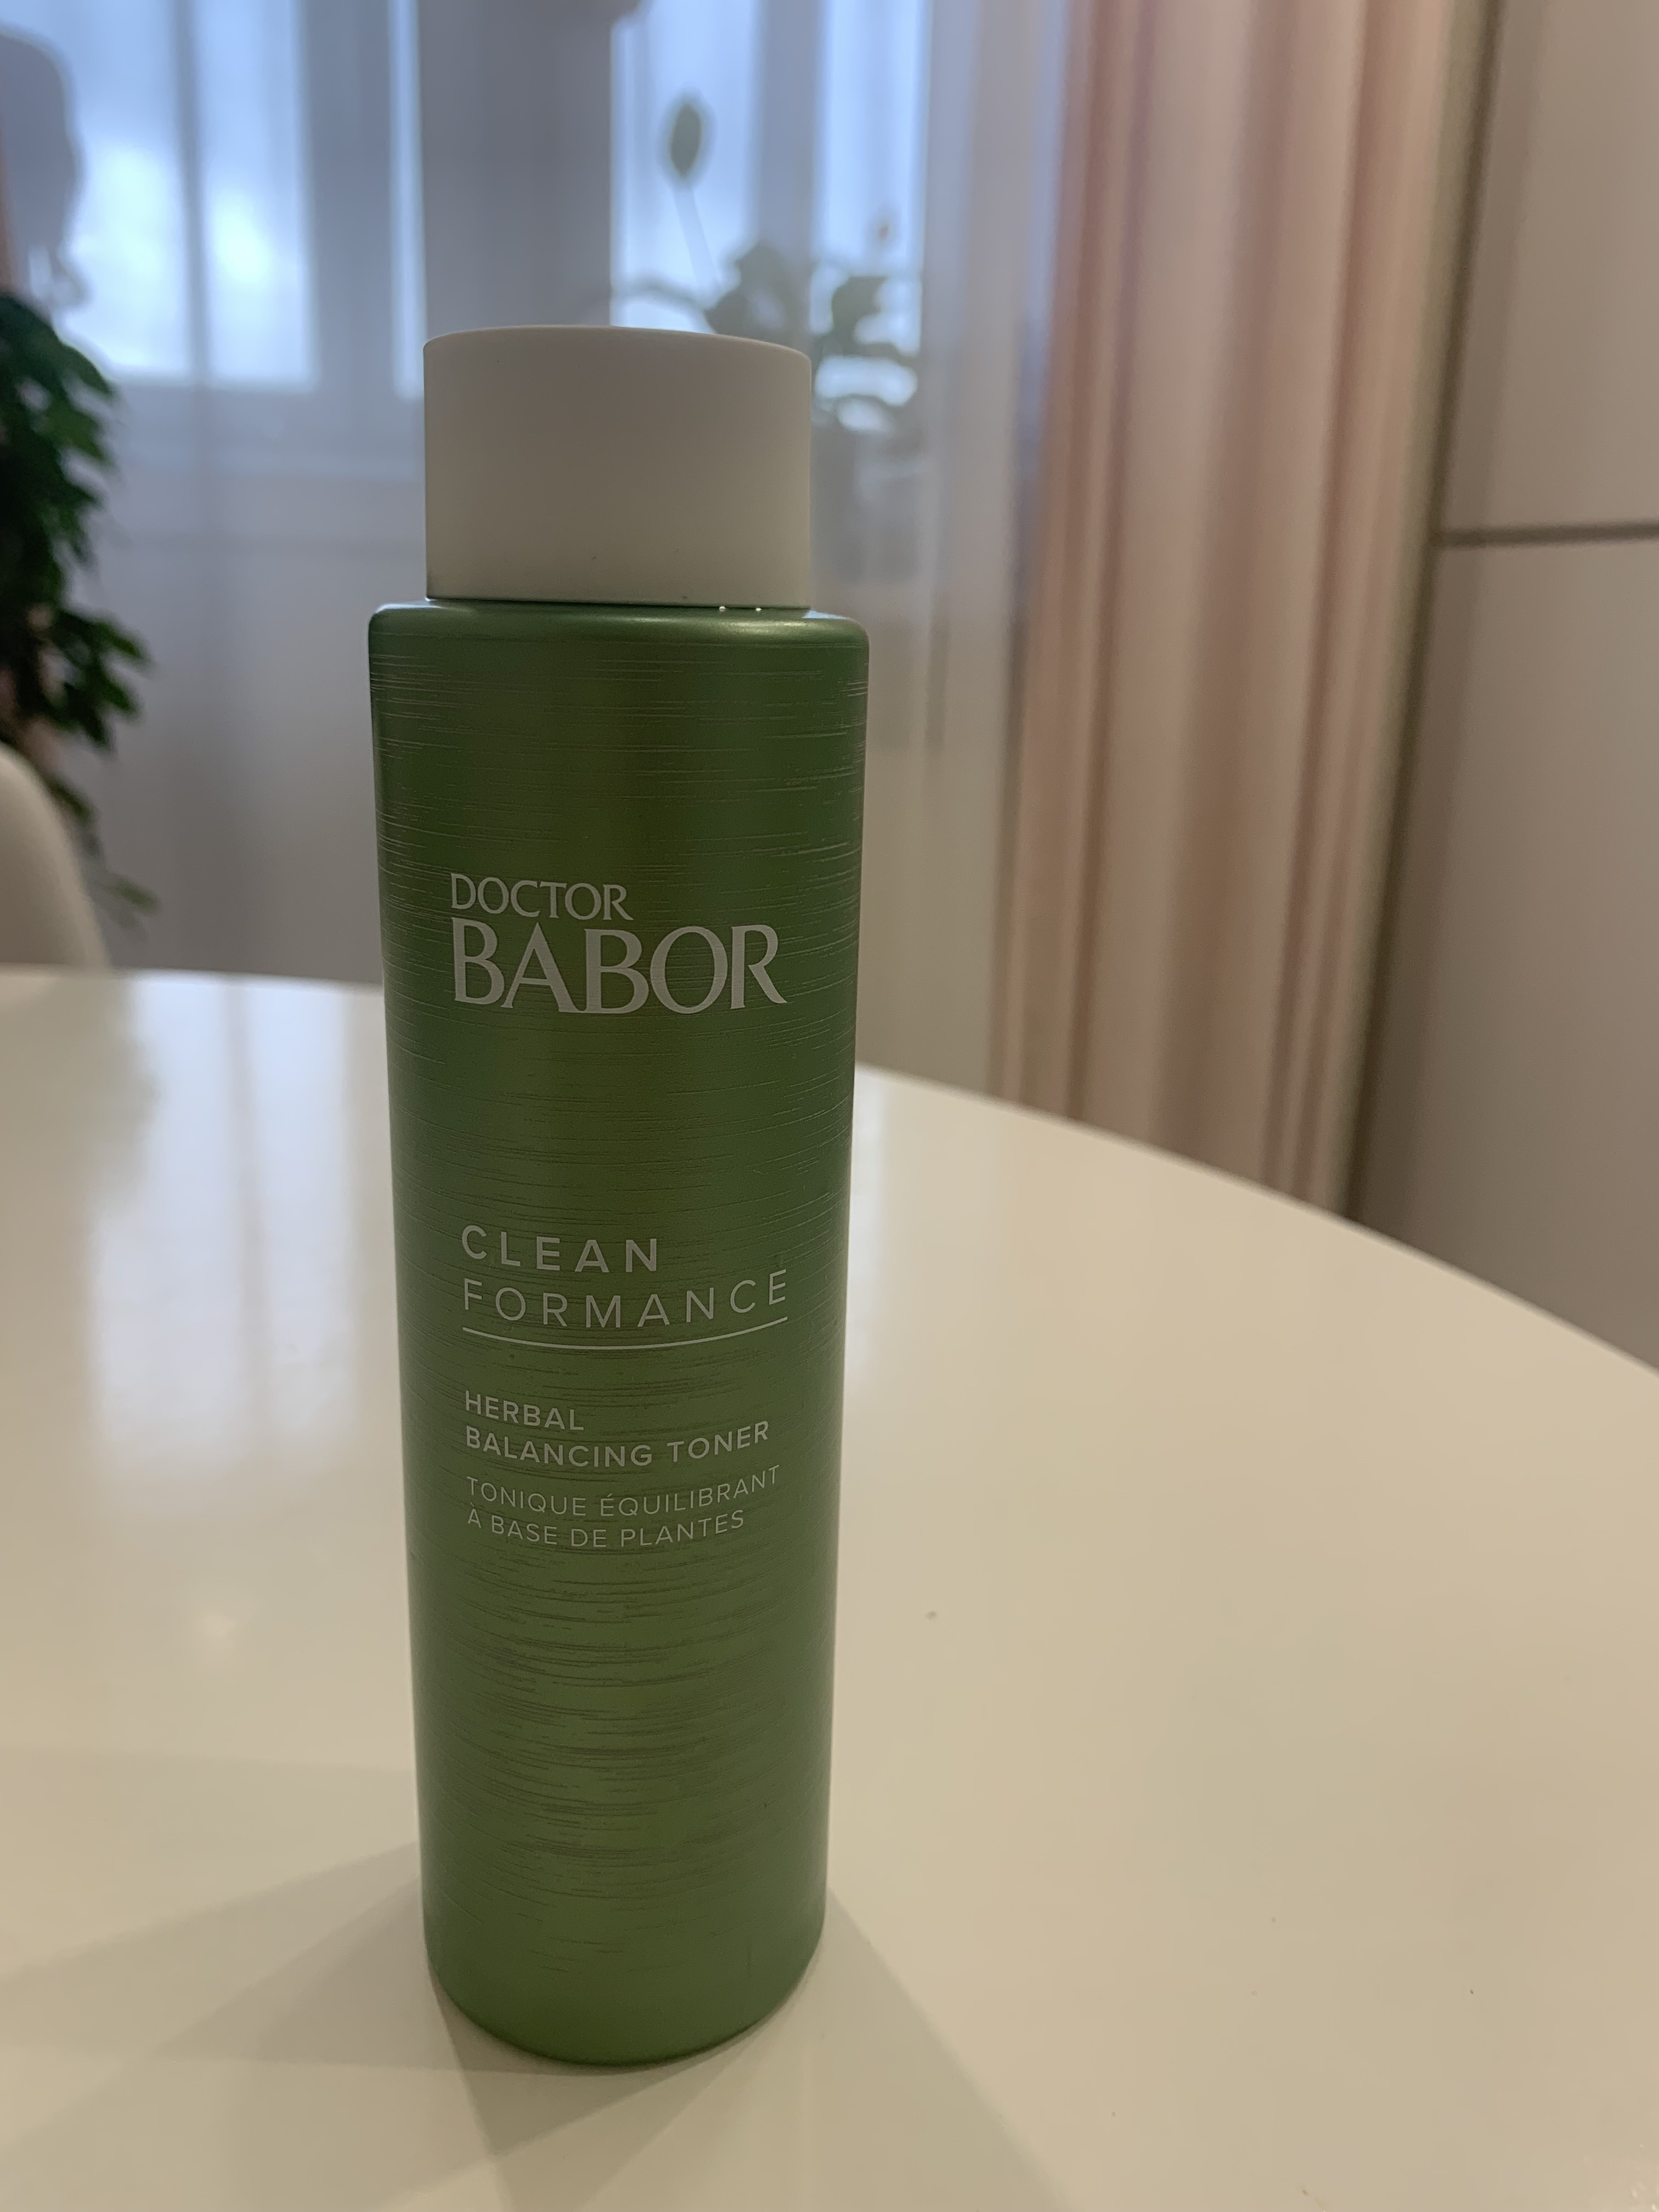 DOCTOR
BABOR
CLEAN
FORMANCE
HERBAL
BALANCING TONER
TONIQUE ÉQUILIBRANT
À BASE DE PLANTES